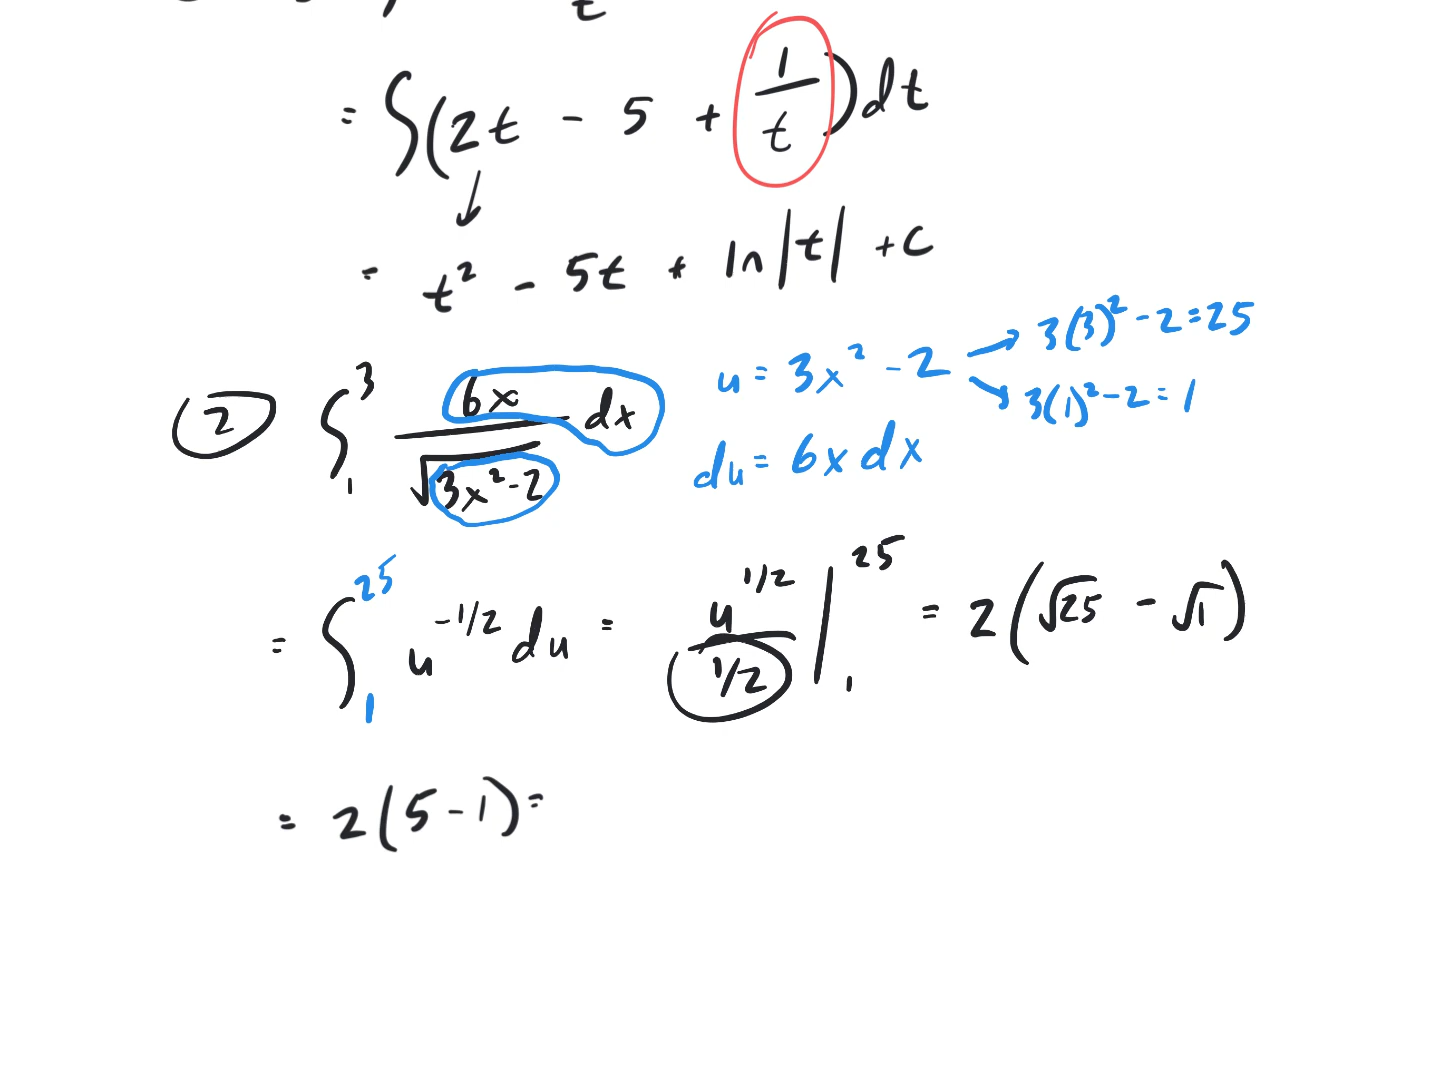 t
= ∫(2t - 5 + 1/t) dt
= t² - 5t + ln|t| + c
② ∫₁³ 6x/√(3x²-2) dx u = 3x² - 2 → 3(3)² - 2 = 25
→ 3(1)² - 2 = 1
du = 6x dx
= ∫₁²⁵ u^(-1/2) du = u^(1/2)/(1/2) |₁²⁵ = 2(√25 - √1)
= 2(5 - 1) =